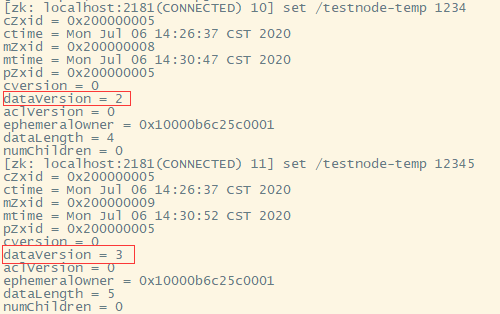 [zk: localhost:2181(CONNECTED) 10] set /testnode-temp 1234
cZxid = 0x200000005
ctime = Mon Jul 06 14:26:37 CST 2020
mZxid = 0x200000008
mtime = Mon Jul 06 14:30:47 CST 2020
pZxid = 0x200000005
cversion = 0
dataVersion = 2
aclVersion = 0
ephemeralOwner = 0x10000b6c25c0001
dataLength = 4
numChildren = 0
[zk: localhost:2181(CONNECTED) 11] set /testnode-temp 12345
cZxid = 0x200000005
ctime = Mon Jul 06 14:26:37 CST 2020
mZxid = 0x200000009
mtime = Mon Jul 06 14:30:52 CST 2020
pZxid = 0x200000005
cversion = 0
dataVersion = 3
aclVersion = 0
ephemeralOwner = 0x10000b6c25c0001
dataLength = 5
numChildren = 0